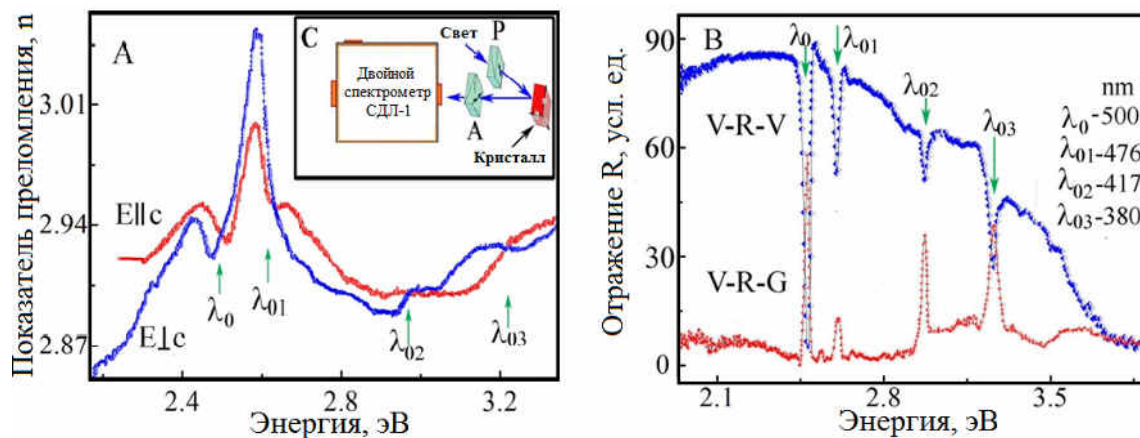 A
Показатель преломления, n
3.01
2.94
2.87
E||c
E⊥c
λ0
λ01
λ02
λ03
2.4
2.8
3.2
Энергия, эВ
C
Свет
P
Двойной
спектрометр
СДЛ-1
A
Кристалл
B
Отражение R, усл. ед.
90
60
30
0
λ0
λ01
λ02
λ03
V-R-V
V-R-G
nm
λ0-500
λ01-476
λ02-417
λ03-380
2.1
2.8
3.5
Энергия, эВ